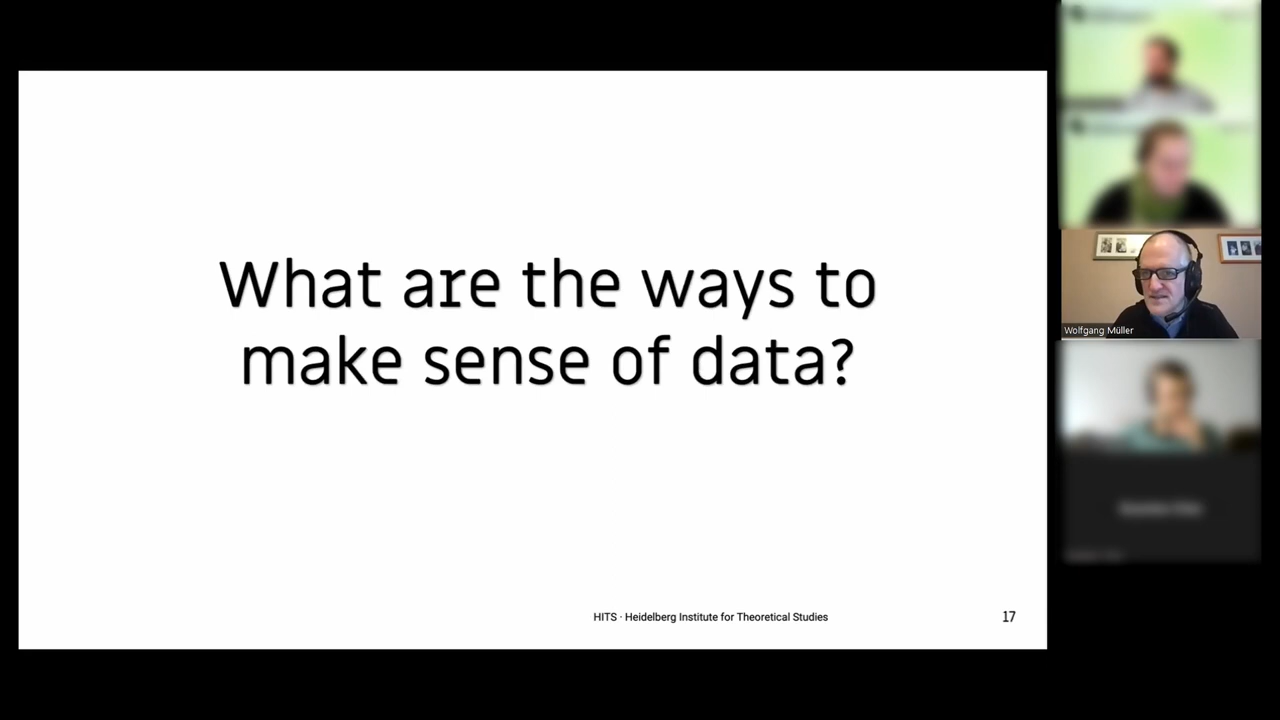 What are the ways to
make sense of data?
HITS · Heidelberg Institute for Theoretical Studies
17
Wolfgang Müller